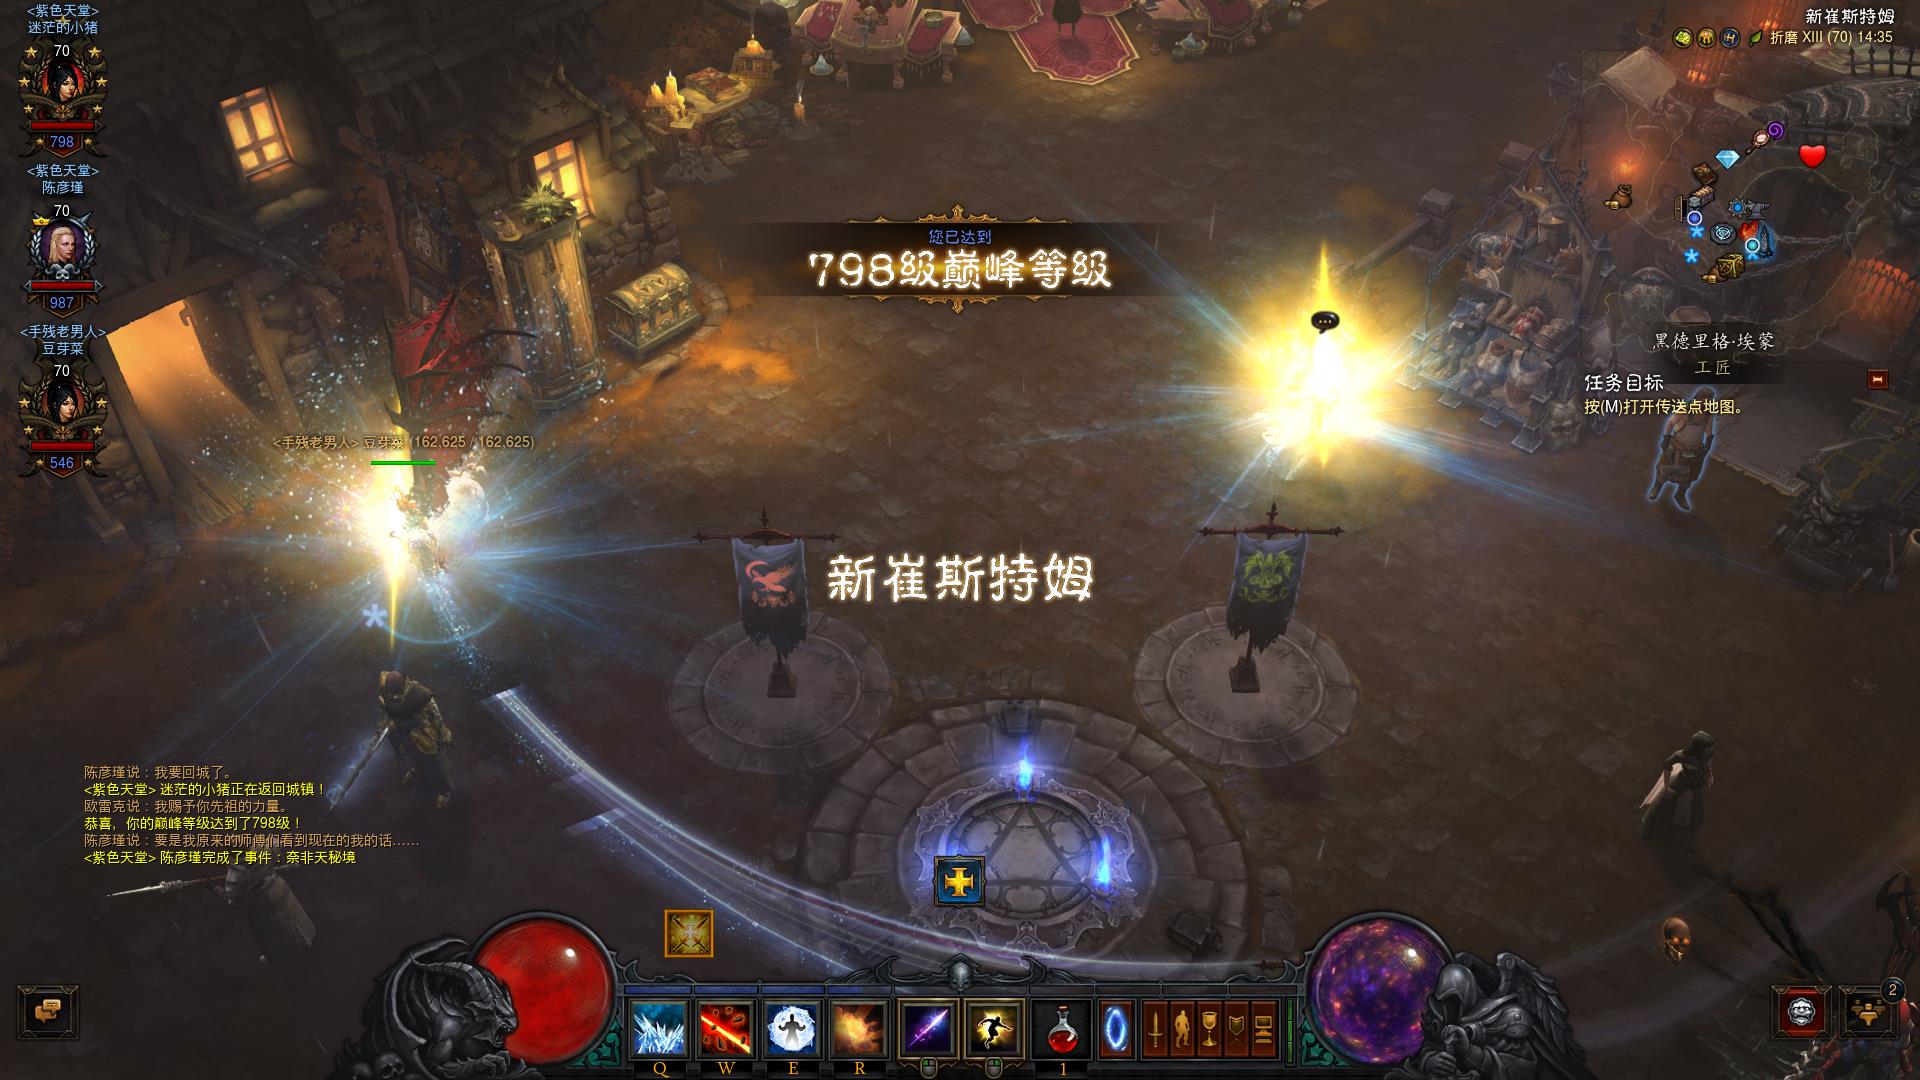 <紫色天堂>
迷茫的小猪
70
798
<紫色天堂>
陈彦瑾
70
987
<手残老男人>
豆芽菜
70
546
新崔斯特姆
折磨 XIII (70) 14:35
您已达到
798级巅峰等级
黑德里格·埃蒙
工匠
任务目标
按(M)打开传送点地图。
<手残老男人> 豆芽菜 (162,625 / 162,625)
新崔斯特姆
陈彦瑾说：我要回城了。
<紫色天堂> 迷茫的小猪正在返回城镇！
欧雷克说：我赐予你先祖的力量。
恭喜，你的巅峰等级达到了798级！
陈彦瑾说：要是我原来的师傅们看到现在的我的话……
<紫色天堂> 陈彦瑾完成了事件：奈非天秘境
2
Q W E R 1